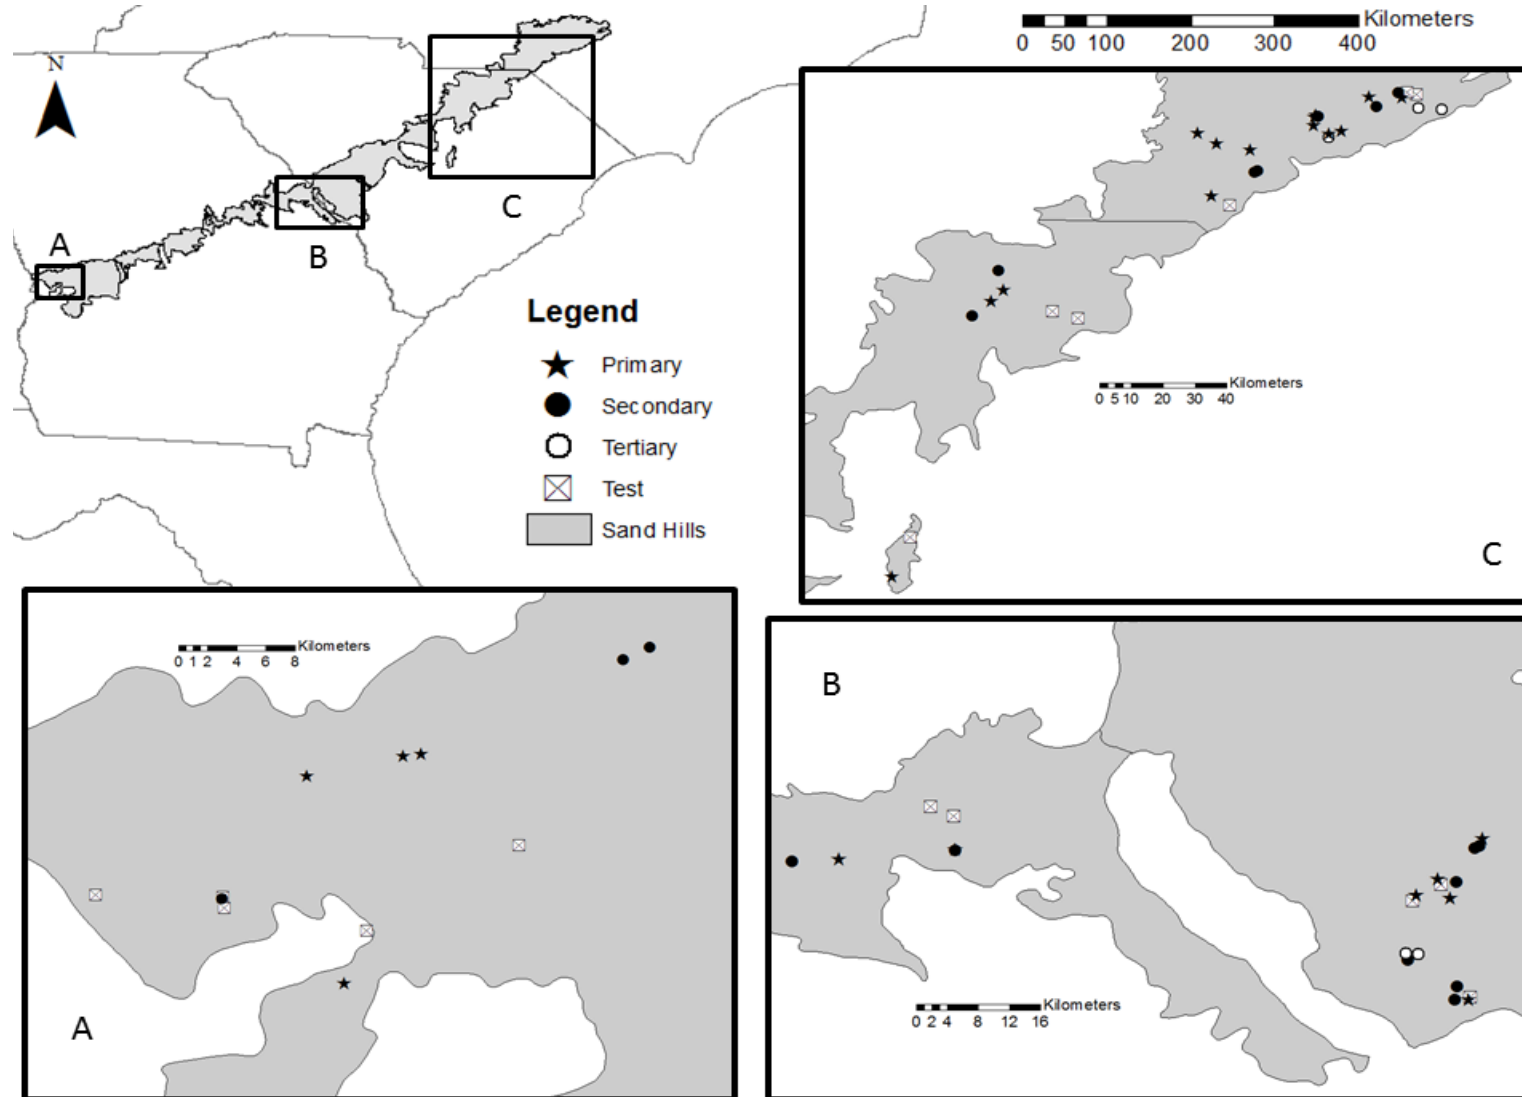 Kilometers
0 50 100 200 300 400
N
A
B
C
Legend
Primary
Secondary
Tertiary
Test
Sand Hills
Kilometers
0 5 10 20 30 40
C
Kilometers
0 1 2 4 6 8
A
B
Kilometers
0 2 4 8 12 16